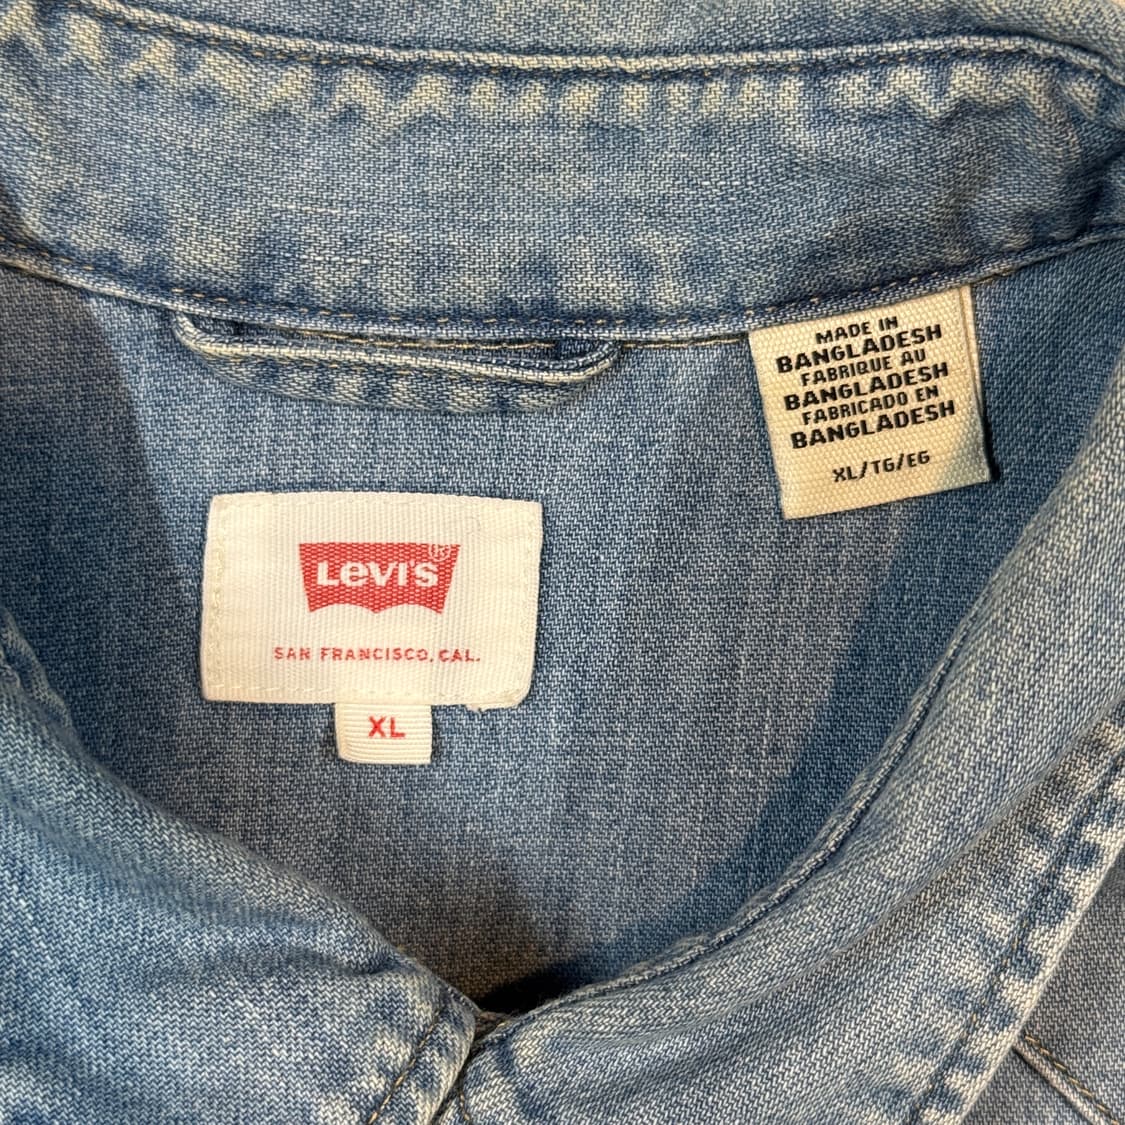 MADE IN
BANGLADESH
FABRIQUE AU
BANGLADESH
FABRICADO EN
BANGLADESH
XL/TG/EG
LEVI'S®
SAN FRANCISCO, CAL.
XL